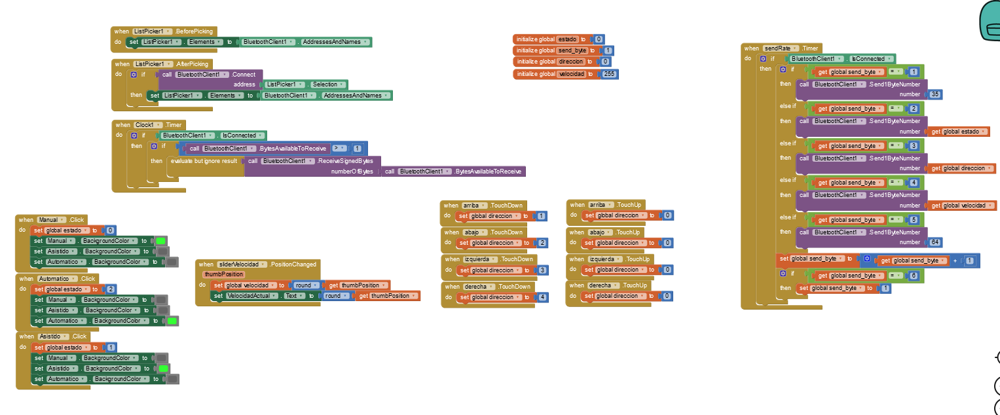 when ListPicker1 .BeforePicking
do set ListPicker1 . Elements to BluetoothClient1 . AddressesAndNames
when ListPicker1 .AfterPicking
do if call BluetoothClient1 .Connect
address ListPicker1 . Selection
then set ListPicker1 . Elements to BluetoothClient1 . AddressesAndNames
when Clock1 .Timer
do if BluetoothClient1 . IsConnected
then if call BluetoothClient1 .BytesAvailableToReceive > 1
then evaluate but ignore result call BluetoothClient1 .ReceiveSignedBytes
numberOfBytes call BluetoothClient1 .BytesAvailableToReceive
when Manual .Click
do set global estado to 0
set Manual . BackgroundColor to
set Asistido . BackgroundColor to
set Automatico . BackgroundColor to
when Automatico .Click
do set global estado to 2
set Manual . BackgroundColor to
set Asistido . BackgroundColor to
set Automatico . BackgroundColor to
when Asistido .Click
do set global estado to 1
set Manual . BackgroundColor to
set Asistido . BackgroundColor to
set Automatico . BackgroundColor to
when sliderVelocidad .PositionChanged
thumbPosition
do set global velocidad to round get thumbPosition
set VelocidadActual . Text to round get thumbPosition
initialize global estado to 0
initialize global send_byte to 1
initialize global direccion to 0
initialize global velocidad to 255
when arriba .TouchDown
do set global direccion to 1
when abajo .TouchDown
do set global direccion to 2
when izquierda .TouchDown
do set global direccion to 3
when derecha .TouchDown
do set global direccion to 4
when arriba .TouchUp
do set global direccion to 0
when abajo .TouchUp
do set global direccion to 0
when izquierda .TouchUp
do set global direccion to 0
when derecha .TouchUp
do set global direccion to 0
when sendRate .Timer
do if BluetoothClient1 . IsConnected
then if get global send_byte = 1
then call BluetoothClient1 .Send1ByteNumber
number 35
else if get global send_byte = 2
then call BluetoothClient1 .Send1ByteNumber
number get global estado
else if get global send_byte = 3
then call BluetoothClient1 .Send1ByteNumber
number get global direccion
else if get global send_byte = 4
then call BluetoothClient1 .Send1ByteNumber
number get global velocidad
else if get global send_byte = 5
then call BluetoothClient1 .Send1ByteNumber
number 64
set global send_byte to get global send_byte + 1
if get global send_byte = 6
then set global send_byte to 1